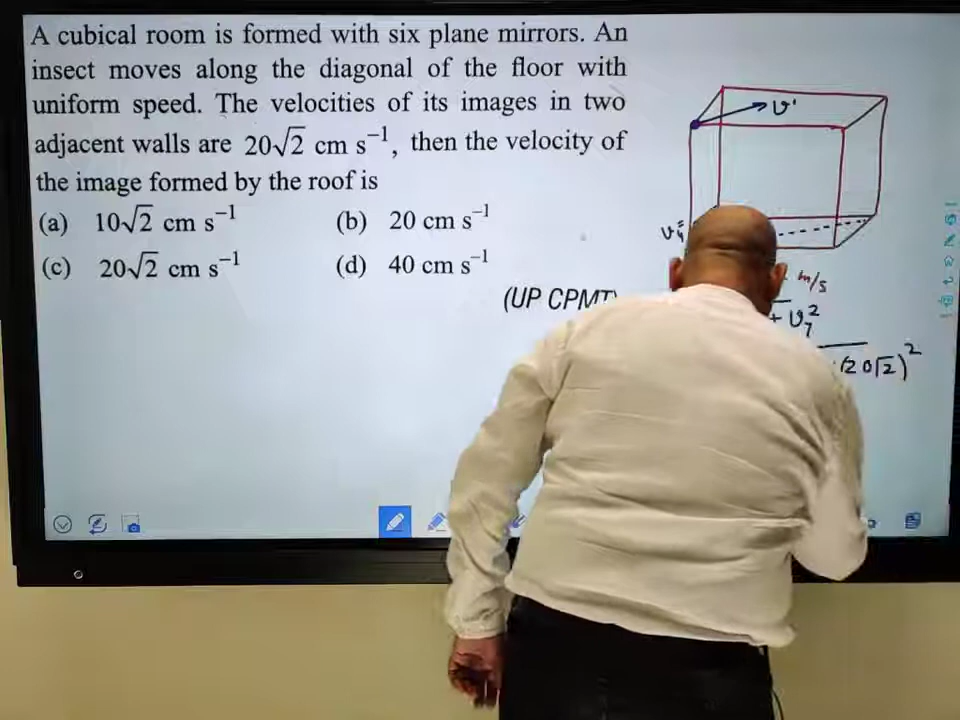 A cubical room is formed with six plane mirrors. An
insect moves along the diagonal of the floor with
uniform speed. The velocities of its images in two
adjacent walls are 20√2 cm s⁻¹, then the velocity of
the image formed by the roof is
(a) 10√2 cm s⁻¹ (b) 20 cm s⁻¹
(c) 20√2 cm s⁻¹ (d) 40 cm s⁻¹
(UP CPMT)
v'
m/s
+ v
(20√2)²